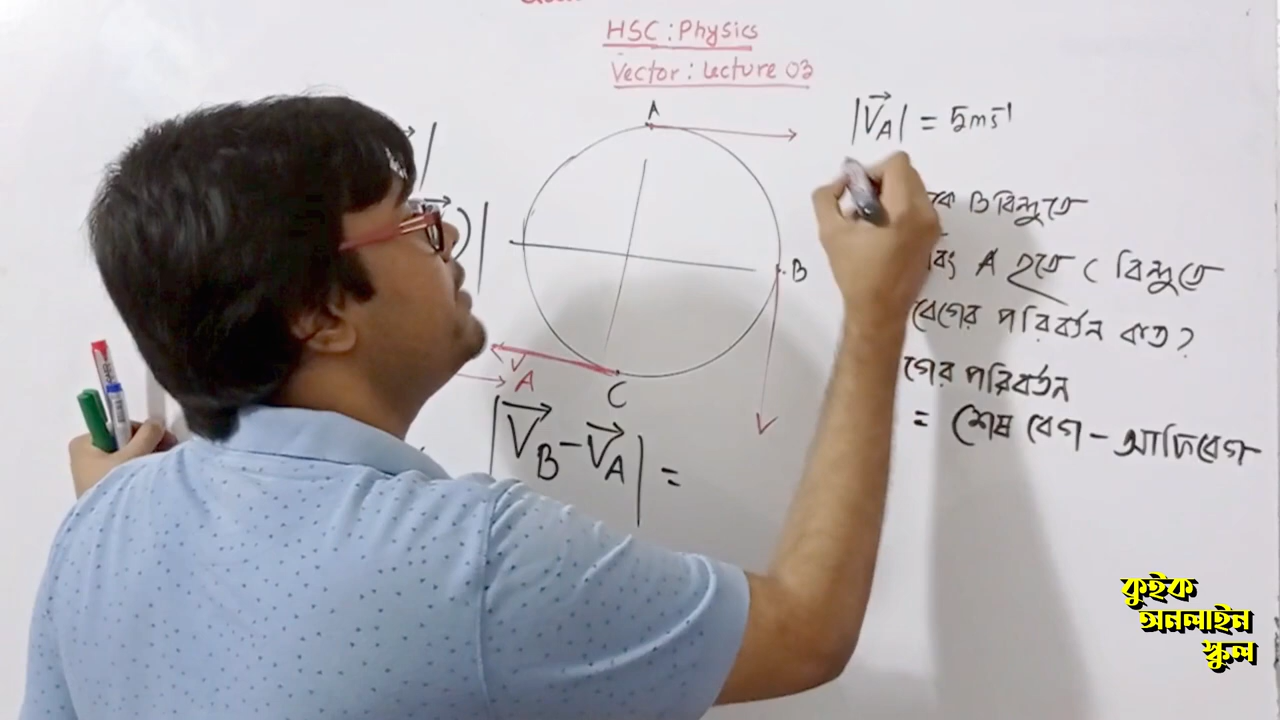 HSC : Physics
Vector : Lecture 03
A
|V⃗A| = 5ms⁻¹
B বিন্দুতে
A হতে C বিন্দুতে
B
বেগের পরিবর্তন কত?
গের পরিবর্তন
A
C
= শেষ বেগ - আদিবেগ
|V⃗B - V⃗A| =
কুইক
অনলাইন
স্কুল